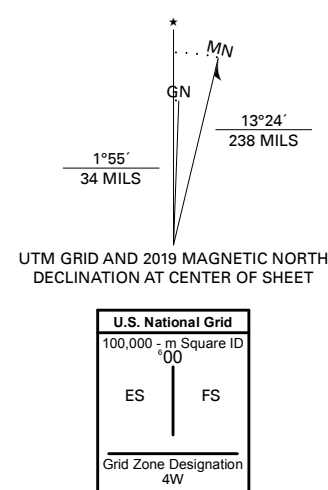 ★
MN
GN
13°24´
238 MILS
1°55´
34 MILS
UTM GRID AND 2019 MAGNETIC NORTH
DECLINATION AT CENTER OF SHEET
U.S. National Grid
100,000 - m Square ID
⁶00
ES FS
Grid Zone Designation
4W